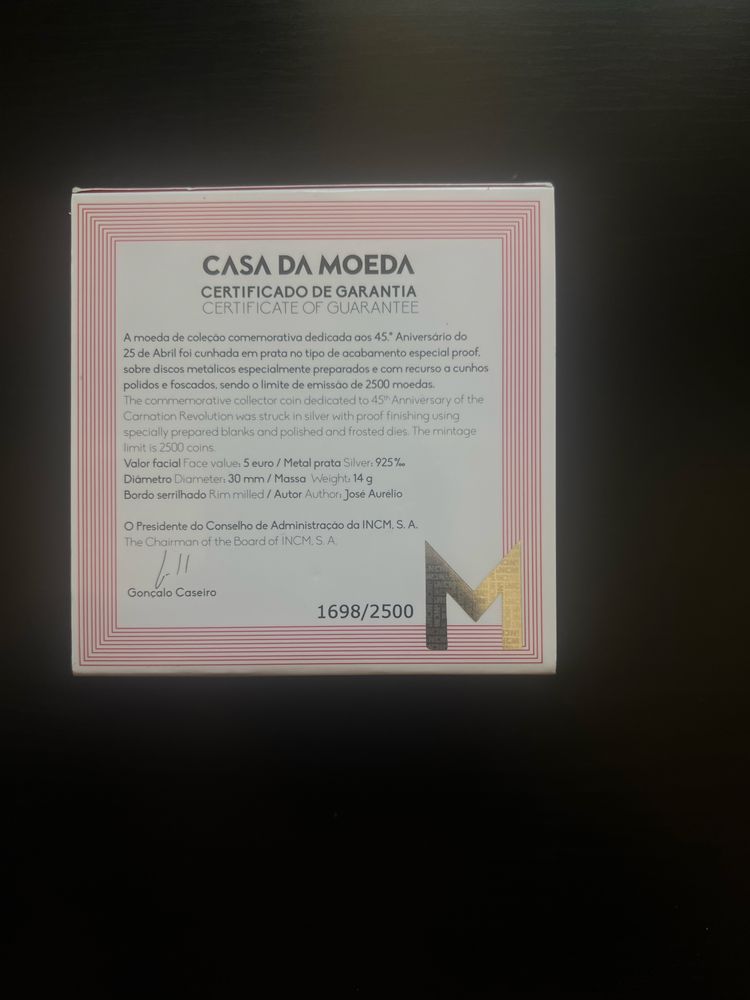 CASA DA MOEDA
CERTIFICADO DE GARANTIA
CERTIFICATE OF GUARANTEE
A moeda de coleção comemorativa dedicada aos 45.º Aniversário do
25 de Abril foi cunhada em prata no tipo de acabamento especial proof,
sobre discos metálicos especialmente preparados e com recurso a cunhos
polidos e foscados, sendo o limite de emissão de 2500 moedas.
The commemorative collector coin dedicated to 45th Anniversary of the
Carnation Revolution was struck in silver with proof finishing using
specially prepared blanks and polished and frosted dies. The mintage
limit is 2500 coins.
Valor facial Face value: 5 euro / Metal prata Silver: 925‰
Diâmetro Diameter: 30 mm / Massa Weight: 14 g
Bordo serrilhado Rim milled / Autor Author: José Aurélio
O Presidente do Conselho de Administração da INCM, S. A.
The Chairman of the Board of INCM, S. A.
Gonçalo Caseiro
1698/2500
M